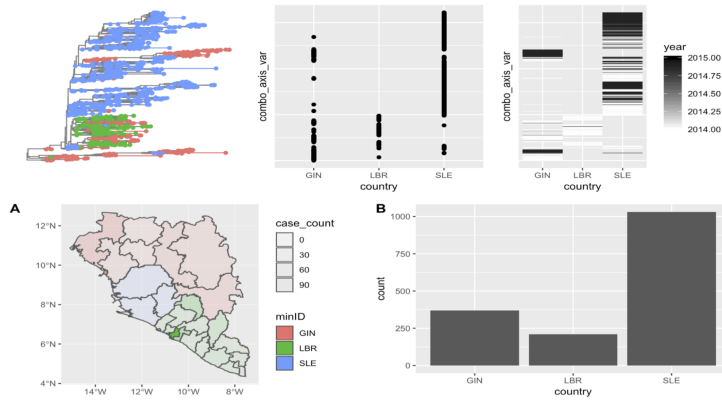 combo_axis_var
GIN
LBR
SLE
country
combo_axis_var
GIN
LBR
SLE
country
year
2015.00
2014.75
2014.50
2014.25
2014.00
A
12°N
10°N
8°N
6°N
4°N
14°W
12°W
10°W
8°W
case_count
0
30
60
90
minID
GIN
LBR
SLE
B
count
1000
750
500
250
0
GIN
LBR
SLE
country